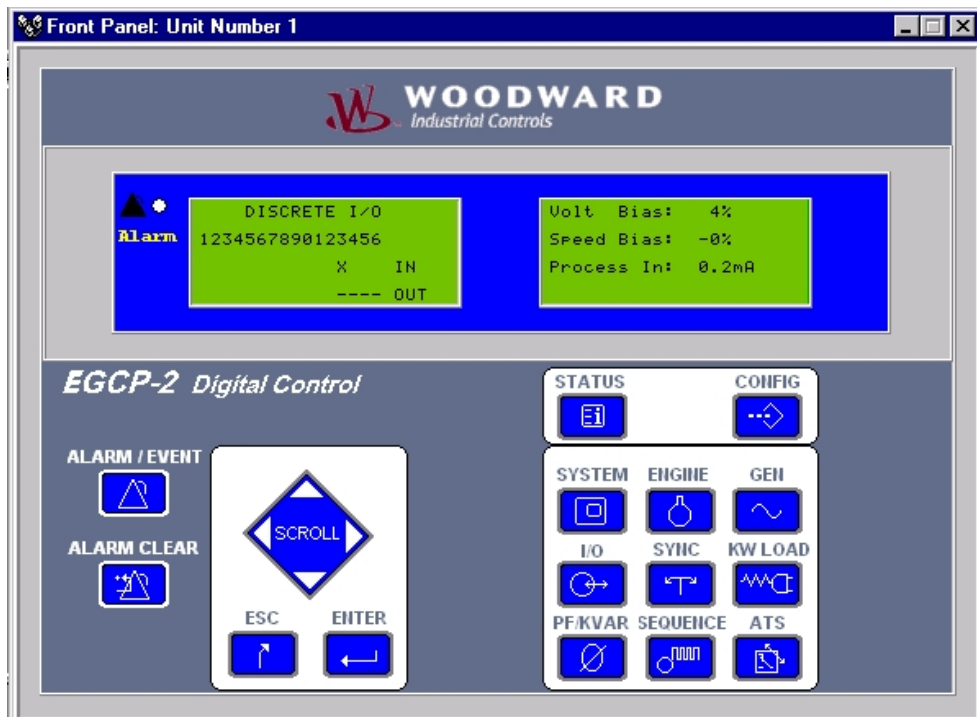 Front Panel: Unit Number 1
WOODWARD
Industrial Controls
Alarm
DISCRETE I/O
1234567890123456
X IN
---- OUT
Volt Bias: 4%
Speed Bias: -0%
Process In: 0.2mA
EGCP-2 Digital Control
STATUS
CONFIG
ALARM / EVENT
ALARM CLEAR
SCROLL
ESC
ENTER
SYSTEM
ENGINE
GEN
I/O
SYNC
KW LOAD
PF/KVAR
SEQUENCE
ATS